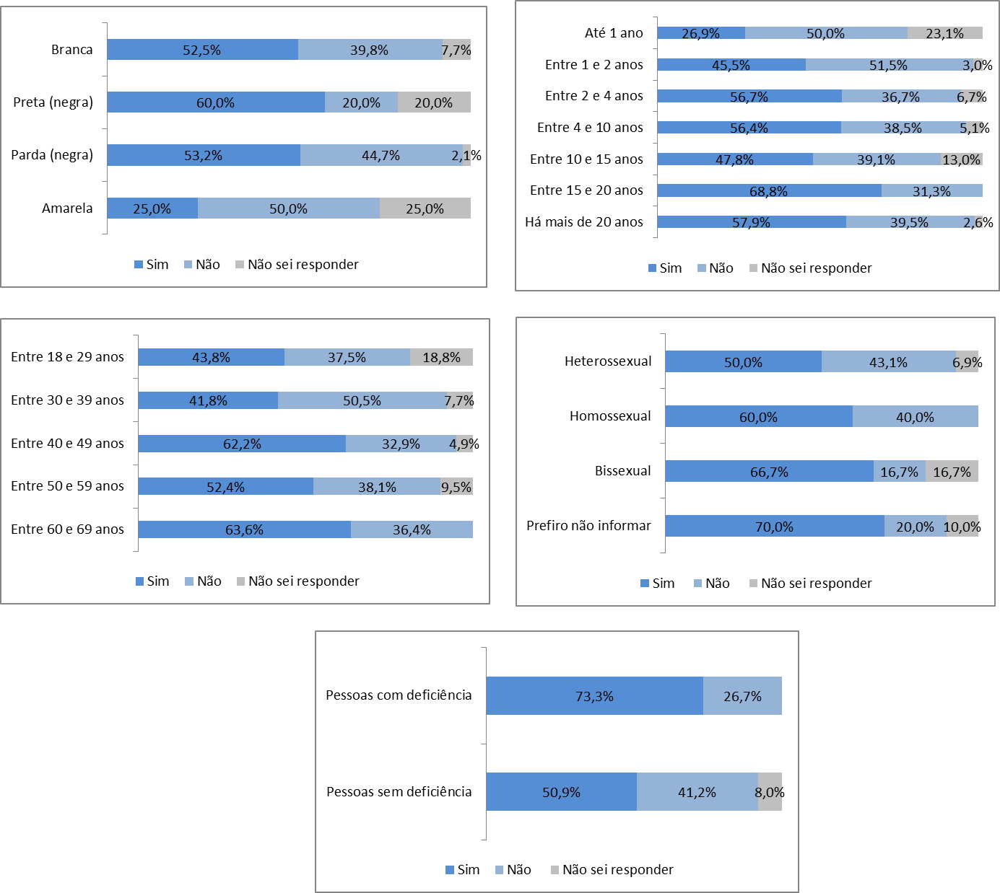 Branca 52,5% 39,8% 7,7%
Preta (negra) 60,0% 20,0% 20,0%
Parda (negra) 53,2% 44,7% 2,1%
Amarela 25,0% 50,0% 25,0%
Sim Não Não sei responder
Até 1 ano 26,9% 50,0% 23,1%
Entre 1 e 2 anos 45,5% 51,5% 3,0%
Entre 2 e 4 anos 56,7% 36,7% 6,7%
Entre 4 e 10 anos 56,4% 38,5% 5,1%
Entre 10 e 15 anos 47,8% 39,1% 13,0%
Entre 15 e 20 anos 68,8% 31,3%
Há mais de 20 anos 57,9% 39,5% 2,6%
Sim Não Não sei responder
Entre 18 e 29 anos 43,8% 37,5% 18,8%
Entre 30 e 39 anos 41,8% 50,5% 7,7%
Entre 40 e 49 anos 62,2% 32,9% 4,9%
Entre 50 e 59 anos 52,4% 38,1% 9,5%
Entre 60 e 69 anos 63,6% 36,4%
Sim Não Não sei responder
Heterossexual 50,0% 43,1% 6,9%
Homossexual 60,0% 40,0%
Bissexual 66,7% 16,7% 16,7%
Prefiro não informar 70,0% 20,0% 10,0%
Sim Não Não sei responder
Pessoas com deficiência 73,3% 26,7%
Pessoas sem deficiência 50,9% 41,2% 8,0%
Sim Não Não sei responder